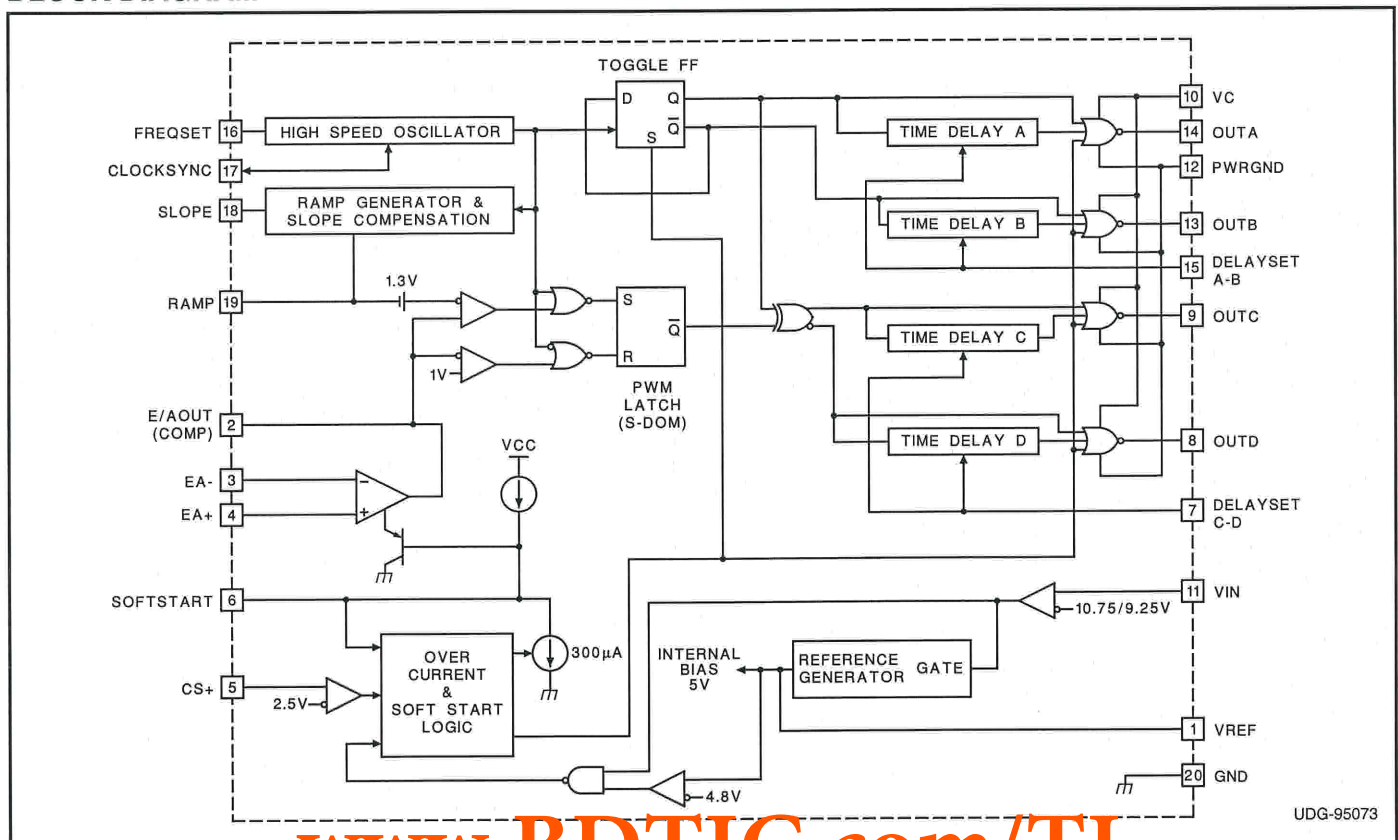 BLOCK DIAGRAM
TOGGLE FF
D
Q
Q
S
FREQSET
16
HIGH SPEED OSCILLATOR
CLOCKSYNC
17
SLOPE
18
RAMP GENERATOR &
SLOPE COMPENSATION
RAMP
19
1.3V
1V
S
Q
R
PWM
LATCH
(S-DOM)
E/AOUT
(COMP)
2
EA-
3
−
EA+
4
+
VCC
SOFTSTART
6
OVER
CURRENT
&
SOFT START
LOGIC
300µA
CS+
5
2.5V
TIME DELAY A
TIME DELAY B
TIME DELAY C
TIME DELAY D
10
VC
14
OUTA
12
PWRGND
13
OUTB
15
DELAYSET
A-B
9
OUTC
8
OUTD
7
DELAYSET
C-D
11
VIN
10.75/9.25V
INTERNAL
BIAS
5V
REFERENCE
GENERATOR
GATE
1
VREF
4.8V
20
GND
UDG-95073
www.BDTIC.com/TI